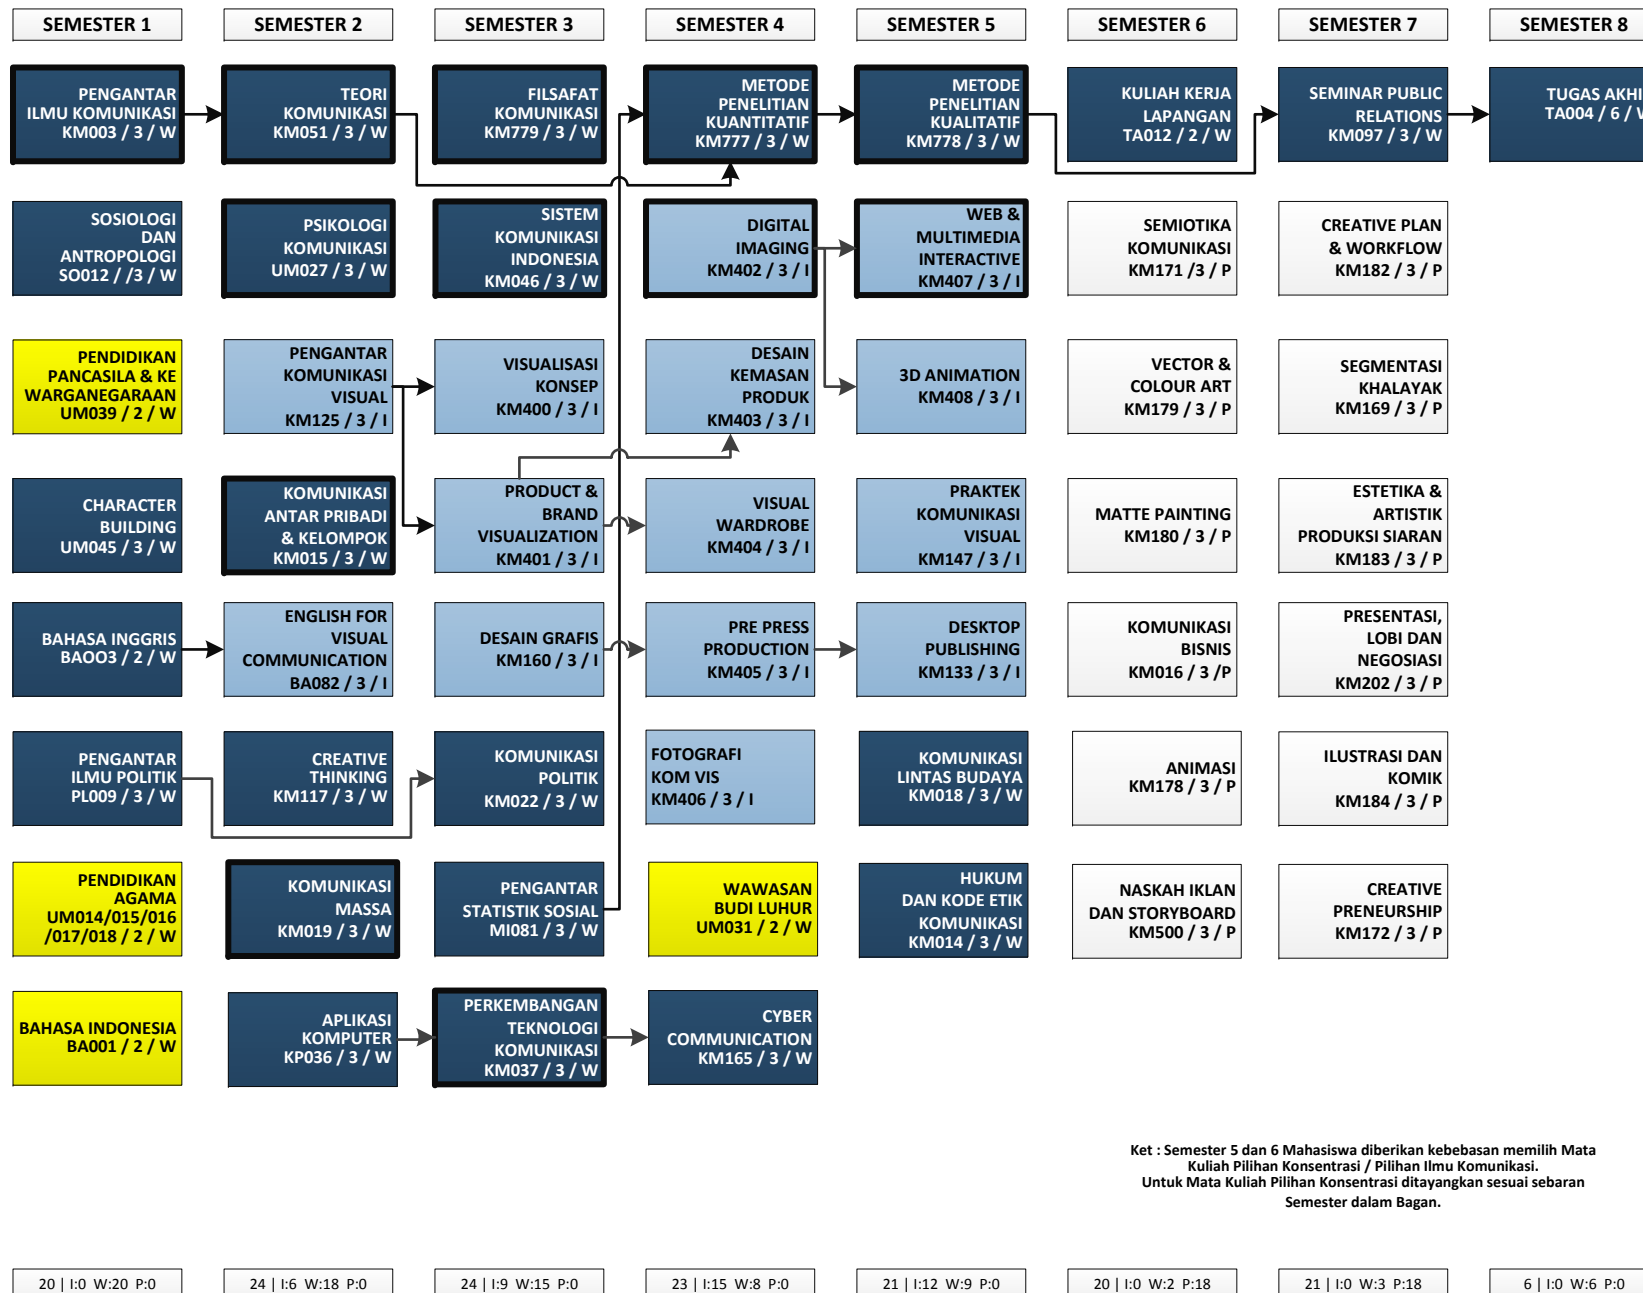 SEMESTER 1
SEMESTER 2
SEMESTER 3
SEMESTER 4
SEMESTER 5
SEMESTER 6
SEMESTER 7
SEMESTER 8
PENGANTAR
ILMU KOMUNIKASI
KM003 / 3 / W
TEORI
KOMUNIKASI
KM051 / 3 / W
FILSAFAT
KOMUNIKASI
KM779 / 3 / W
METODE
PENELITIAN
KUANTITATIF
KM777 / 3 / W
METODE
PENELITIAN
KUALITATIF
KM778 / 3 / W
KULIAH KERJA
LAPANGAN
TA012 / 2 / W
SEMINAR PUBLIC
RELATIONS
KM097 / 3 / W
TUGAS AKHI
TA004 / 6 / W
SOSIOLOGI
DAN
ANTROPOLOGI
SO012 / /3 / W
PSIKOLOGI
KOMUNIKASI
UM027 / 3 / W
SISTEM
KOMUNIKASI
INDONESIA
KM046 / 3 / W
DIGITAL
IMAGING
KM402 / 3 / I
WEB &
MULTIMEDIA
INTERACTIVE
KM407 / 3 / I
SEMIOTIKA
KOMUNIKASI
KM171 /3 / P
CREATIVE PLAN
& WORKFLOW
KM182 / 3 / P
PENDIDIKAN
PANCASILA & KE
WARGANEGARAAN
UM039 / 2 / W
PENGANTAR
KOMUNIKASI
VISUAL
KM125 / 3 / I
VISUALISASI
KONSEP
KM400 / 3 / I
DESAIN
KEMASAN
PRODUK
KM403 / 3 / I
3D ANIMATION
KM408 / 3 / I
VECTOR &
COLOUR ART
KM179 / 3 / P
SEGMENTASI
KHALAYAK
KM169 / 3 / P
CHARACTER
BUILDING
UM045 / 3 / W
KOMUNIKASI
ANTAR PRIBADI
& KELOMPOK
KM015 / 3 / W
PRODUCT &
BRAND
VISUALIZATION
KM401 / 3 / I
VISUAL
WARDROBE
KM404 / 3 / I
PRAKTEK
KOMUNIKASI
VISUAL
KM147 / 3 / I
MATTE PAINTING
KM180 / 3 / P
ESTETIKA &
ARTISTIK
PRODUKSI SIARAN
KM183 / 3 / P
BAHASA INGGRIS
BAOO3 / 2 / W
ENGLISH FOR
VISUAL
COMMUNICATION
BA082 / 3 / I
DESAIN GRAFIS
KM160 / 3 / I
PRE PRESS
PRODUCTION
KM405 / 3 / I
DESKTOP
PUBLISHING
KM133 / 3 / I
KOMUNIKASI
BISNIS
KM016 / 3 /P
PRESENTASI,
LOBI DAN
NEGOSIASI
KM202 / 3 / P
PENGANTAR
ILMU POLITIK
PL009 / 3 / W
CREATIVE
THINKING
KM117 / 3 / W
KOMUNIKASI
POLITIK
KM022 / 3 / W
FOTOGRAFI
KOM VIS
KM406 / 3 / I
KOMUNIKASI
LINTAS BUDAYA
KM018 / 3 / W
ANIMASI
KM178 / 3 / P
ILUSTRASI DAN
KOMIK
KM184 / 3 / P
PENDIDIKAN
AGAMA
UM014/015/016
/017/018 / 2 / W
KOMUNIKASI
MASSA
KM019 / 3 / W
PENGANTAR
STATISTIK SOSIAL
MI081 / 3 / W
WAWASAN
BUDI LUHUR
UM031 / 2 / W
HUKUM
DAN KODE ETIK
KOMUNIKASI
KM014 / 3 / W
NASKAH IKLAN
DAN STORYBOARD
KM500 / 3 / P
CREATIVE
PRENEURSHIP
KM172 / 3 / P
BAHASA INDONESIA
BA001 / 2 / W
APLIKASI
KOMPUTER
KP036 / 3 / W
PERKEMBANGAN
TEKNOLOGI
KOMUNIKASI
KM037 / 3 / W
CYBER
COMMUNICATION
KM165 / 3 / W
Ket : Semester 5 dan 6 Mahasiswa diberikan kebebasan memilih Mata
Kuliah Pilihan Konsentrasi / Pilihan Ilmu Komunikasi.
Untuk Mata Kuliah Pilihan Konsentrasi ditayangkan sesuai sebaran
Semester dalam Bagan.
20 | I:0 W:20 P:0
24 | I:6 W:18 P:0
24 | I:9 W:15 P:0
23 | I:15 W:8 P:0
21 | I:12 W:9 P:0
20 | I:0 W:2 P:18
21 | I:0 W:3 P:18
6 | I:0 W:6 P:0